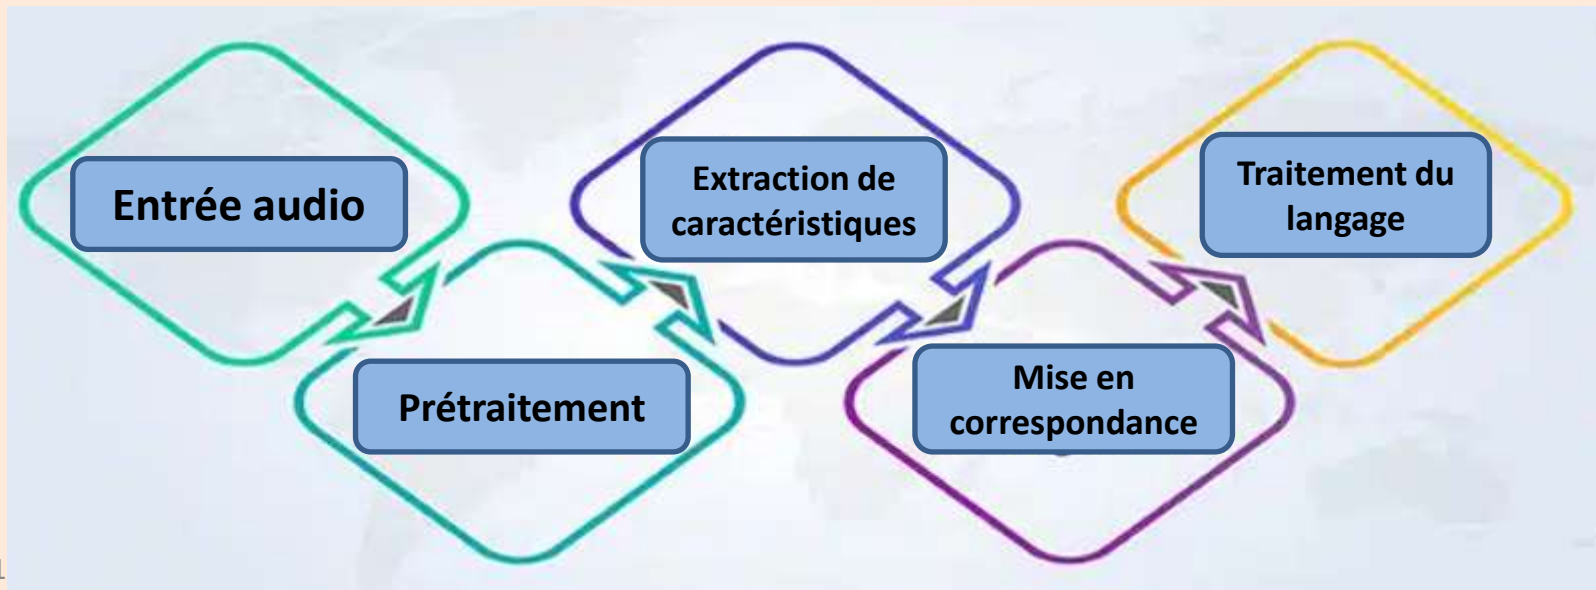 Entrée audio
Prétraitement
Extraction de
caractéristiques
Mise en
correspondance
Traitement du
langage